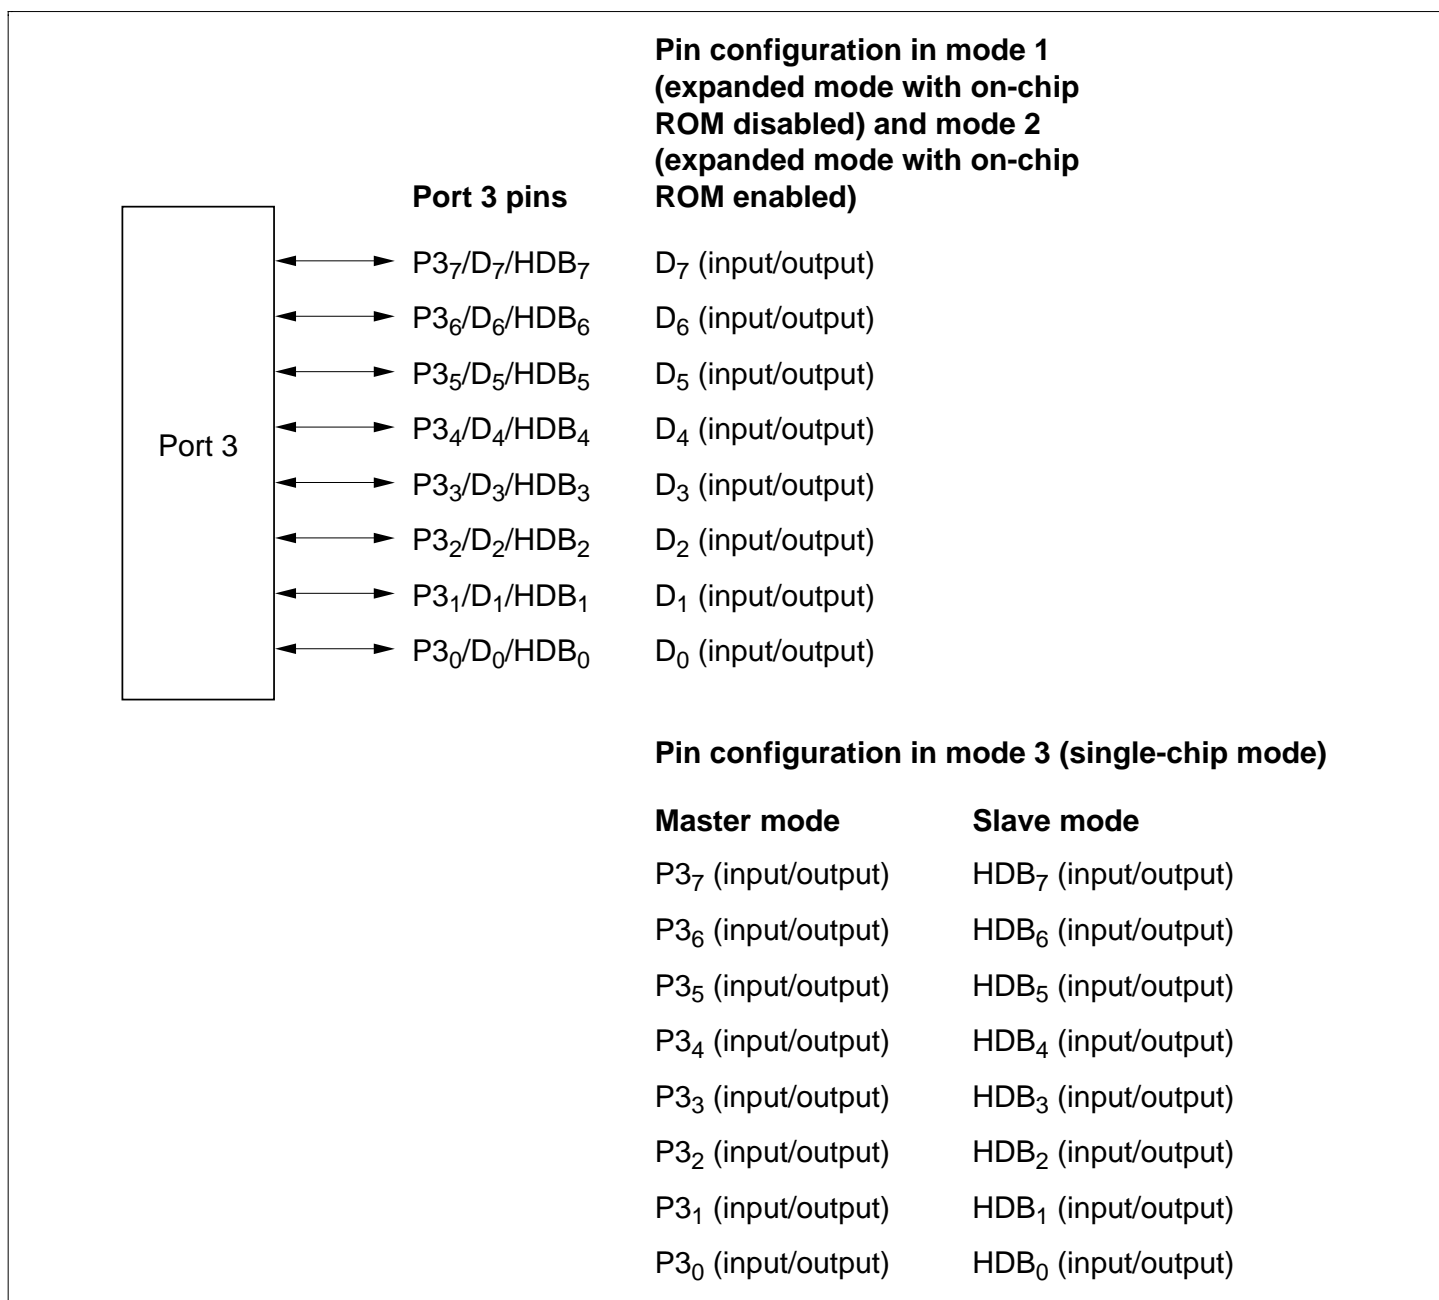 Pin configuration in mode 1
(expanded mode with on-chip
ROM disabled) and mode 2
(expanded mode with on-chip
ROM enabled)
Port 3 pins
Port 3
P3₇/D₇/HDB₇ D₇ (input/output)
P3₆/D₆/HDB₆ D₆ (input/output)
P3₅/D₅/HDB₅ D₅ (input/output)
P3₄/D₄/HDB₄ D₄ (input/output)
P3₃/D₃/HDB₃ D₃ (input/output)
P3₂/D₂/HDB₂ D₂ (input/output)
P3₁/D₁/HDB₁ D₁ (input/output)
P3₀/D₀/HDB₀ D₀ (input/output)
Pin configuration in mode 3 (single-chip mode)
Master mode Slave mode
P3₇ (input/output) HDB₇ (input/output)
P3₆ (input/output) HDB₆ (input/output)
P3₅ (input/output) HDB₅ (input/output)
P3₄ (input/output) HDB₄ (input/output)
P3₃ (input/output) HDB₃ (input/output)
P3₂ (input/output) HDB₂ (input/output)
P3₁ (input/output) HDB₁ (input/output)
P3₀ (input/output) HDB₀ (input/output)